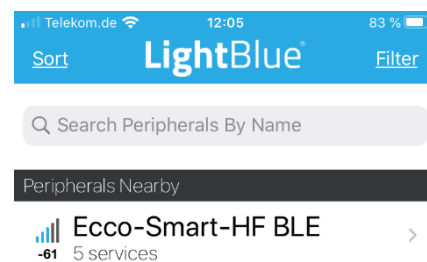 Telekom.de 12:05 83 %
Sort LightBlue® Filter
Search Peripherals By Name
Peripherals Nearby
Ecco-Smart-HF BLE
-61 5 services